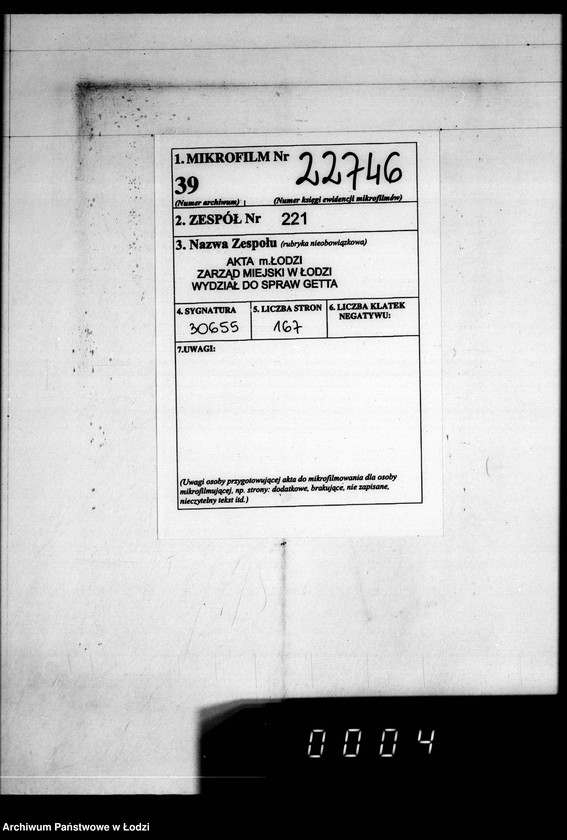 1. MIKROFILM Nr 22746
39
(Numer archiwum) (Numer księgi ewidencji mikrofilmów)
2. ZESPÓŁ Nr 221
3. Nazwa Zespołu (rubryka nieobowiązkowa)
AKTA m.ŁODZI
ZARZĄD MIEJSKI W ŁODZI
WYDZIAŁ DO SPRAW GETTA
4. SYGNATURA 5. LICZBA STRON 6. LICZBA KLATEK
NEGATYWU:
30655 167
7.UWAGI:
(Uwagi osoby przygotowującej akta do mikrofilmowania dla osoby
mikrofilmującej, np. strony: dodatkowe, brakujące, nie zapisane,
nieczytelny tekst itd.)
0004
Archiwum Państwowe w Łodzi